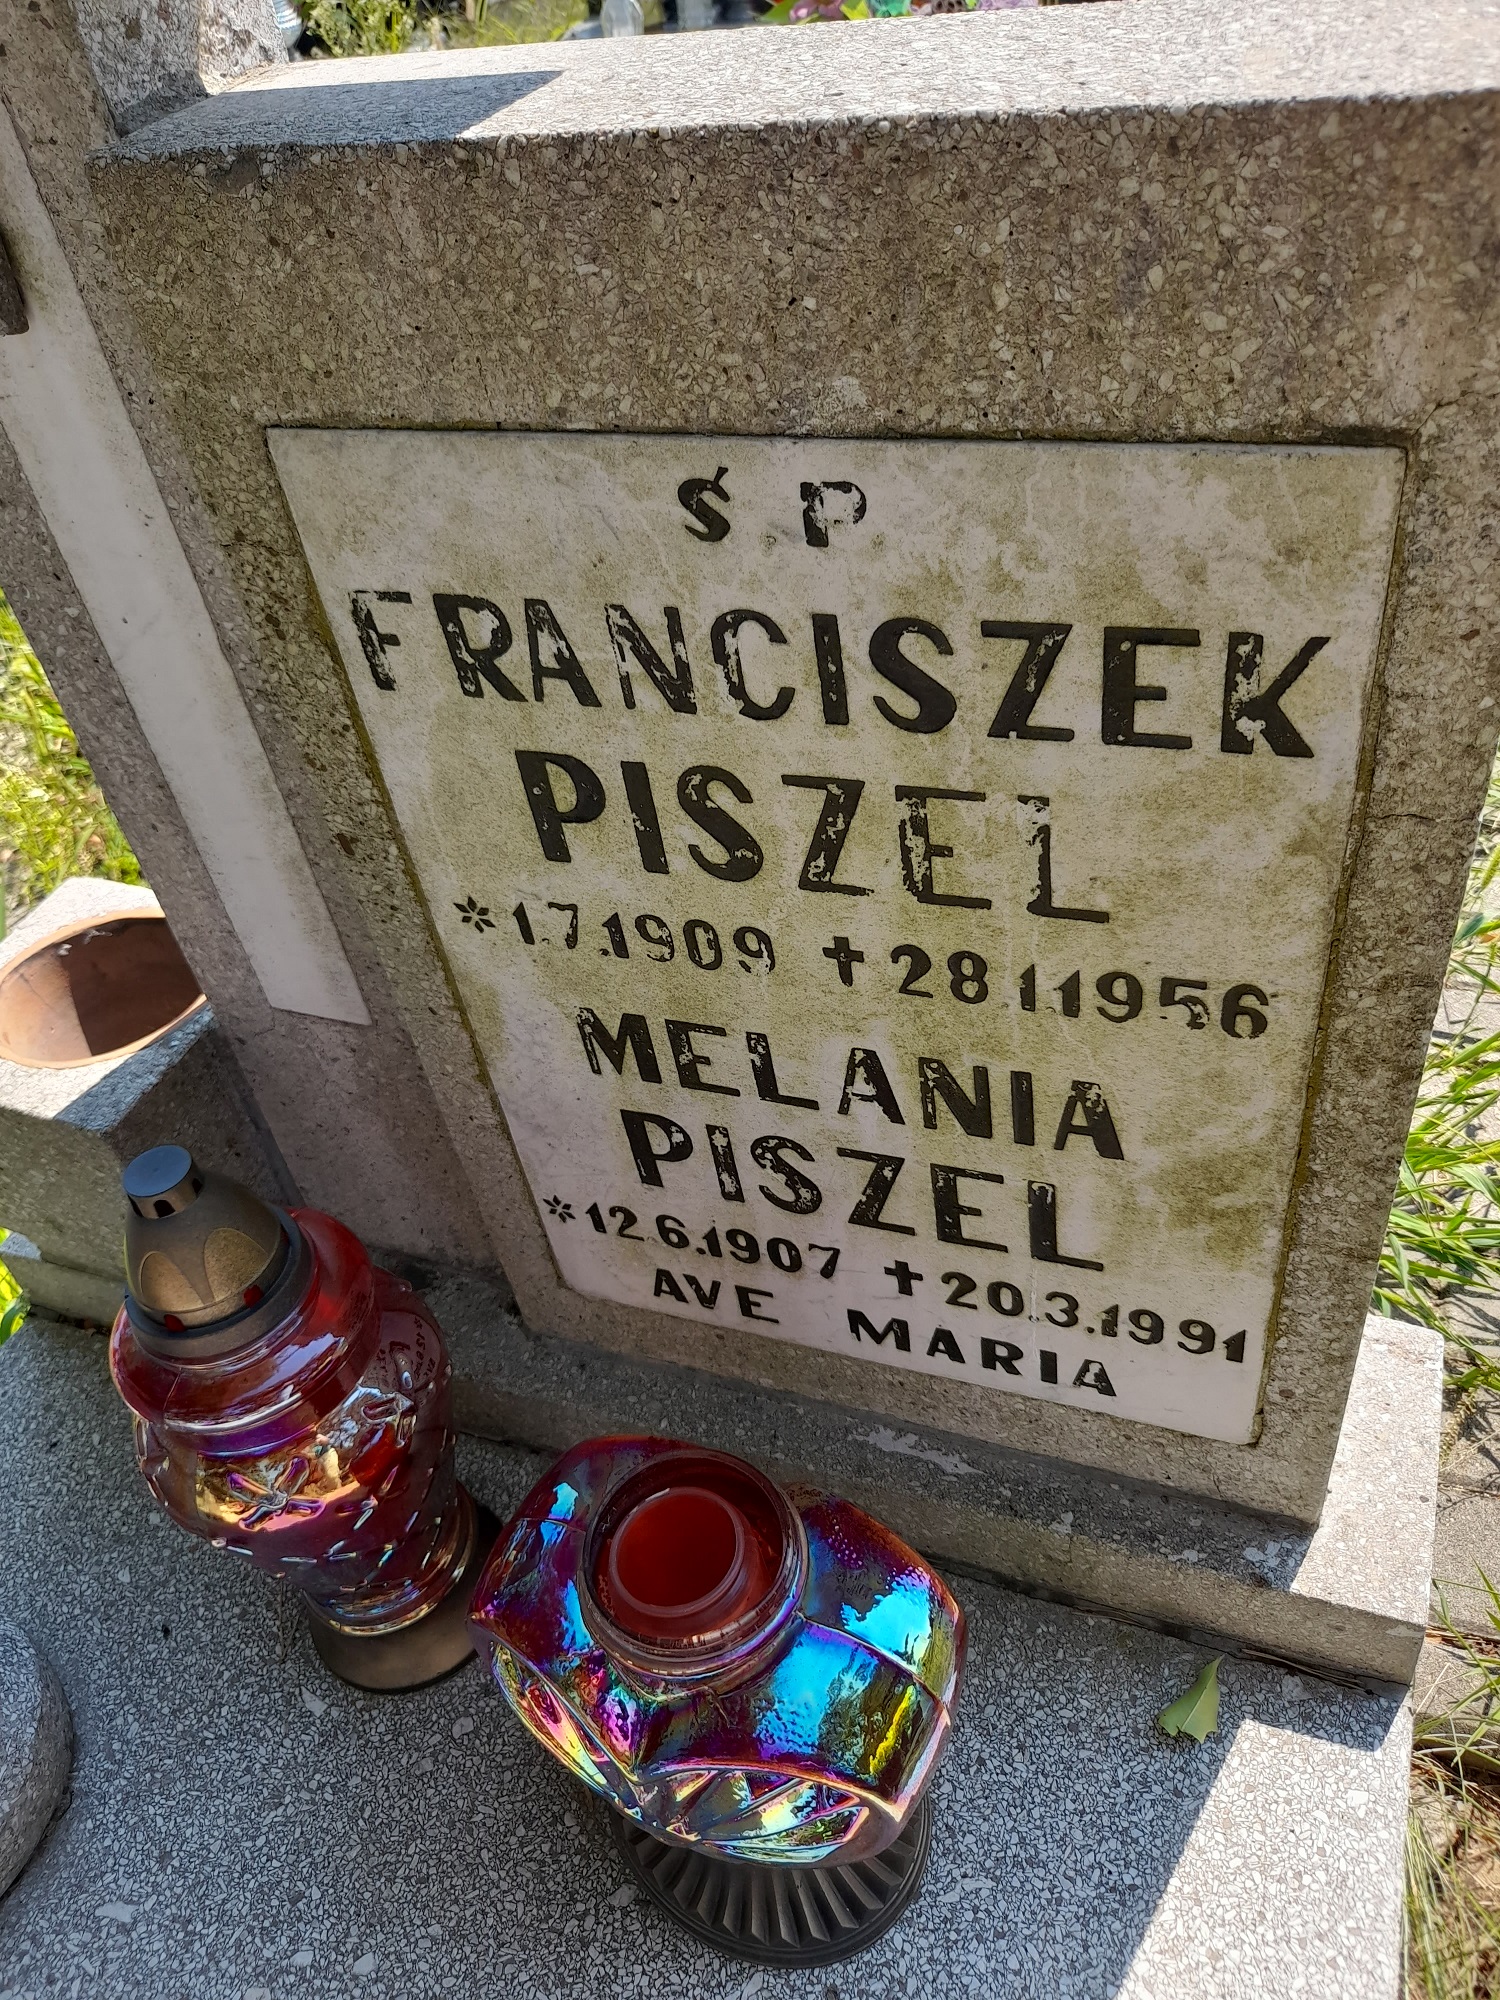 Ś P
FRANCISZEK
PISZEL
* 1.7.1909 ✝ 28.1.1956
MELANIA
PISZEL
* 12.6.1907 ✝ 20.3.1991
AVE MARIA